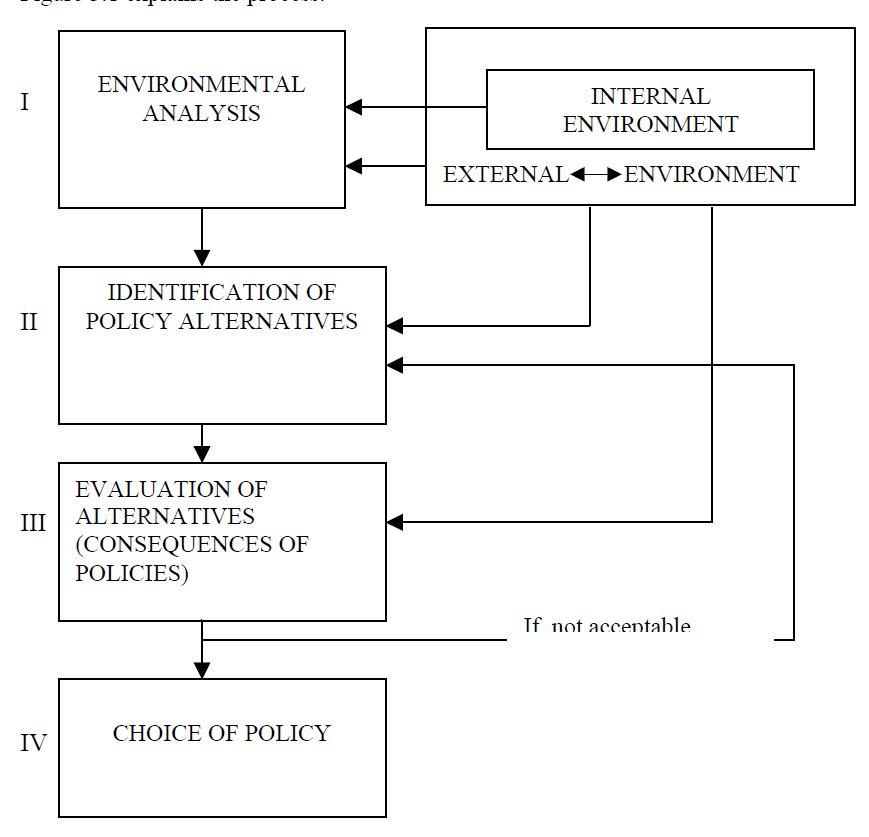 I
ENVIRONMENTAL
ANALYSIS
INTERNAL
ENVIRONMENT
EXTERNAL ENVIRONMENT
II
IDENTIFICATION OF
POLICY ALTERNATIVES
III
EVALUATION OF
ALTERNATIVES
(CONSEQUENCES OF
POLICIES)
If not acceptable
IV
CHOICE OF POLICY